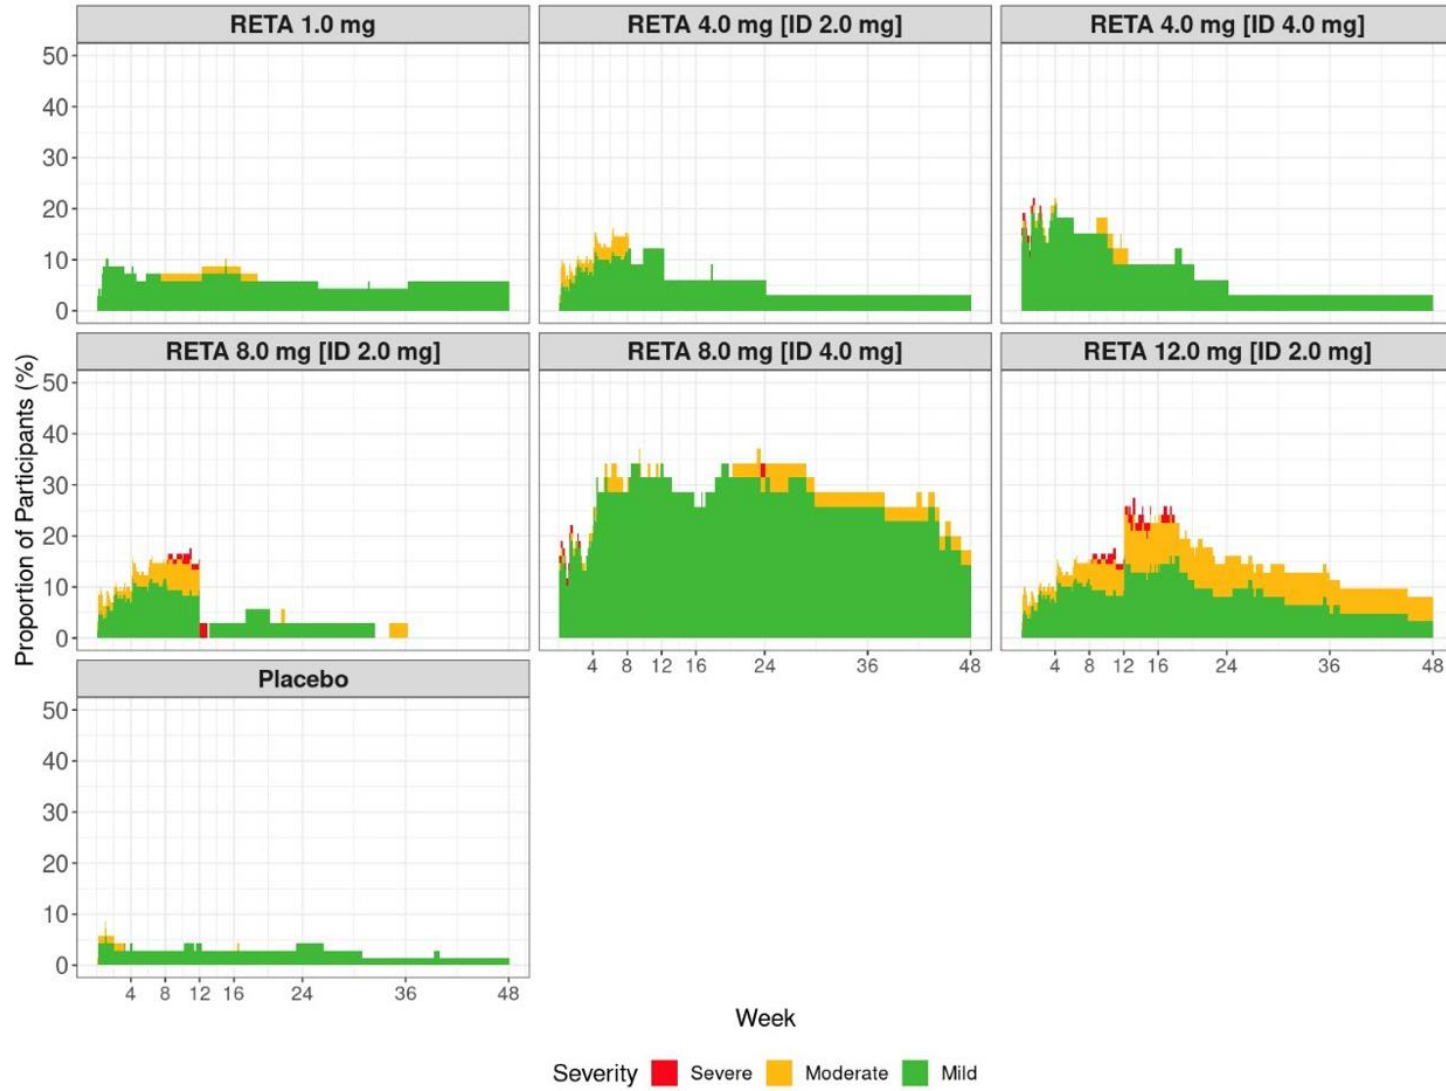 RETA 1.0 mg
RETA 4.0 mg [ID 2.0 mg]
RETA 4.0 mg [ID 4.0 mg]
50
40
30
20
10
0
RETA 8.0 mg [ID 2.0 mg]
RETA 8.0 mg [ID 4.0 mg]
RETA 12.0 mg [ID 2.0 mg]
Proportion of Participants (%)
50
40
30
20
10
0
4 8 12 16 24 36 48
4 8 12 16 24 36 48
Placebo
50
40
30
20
10
0
4 8 12 16 24 36 48
Week
Severity Severe Moderate Mild